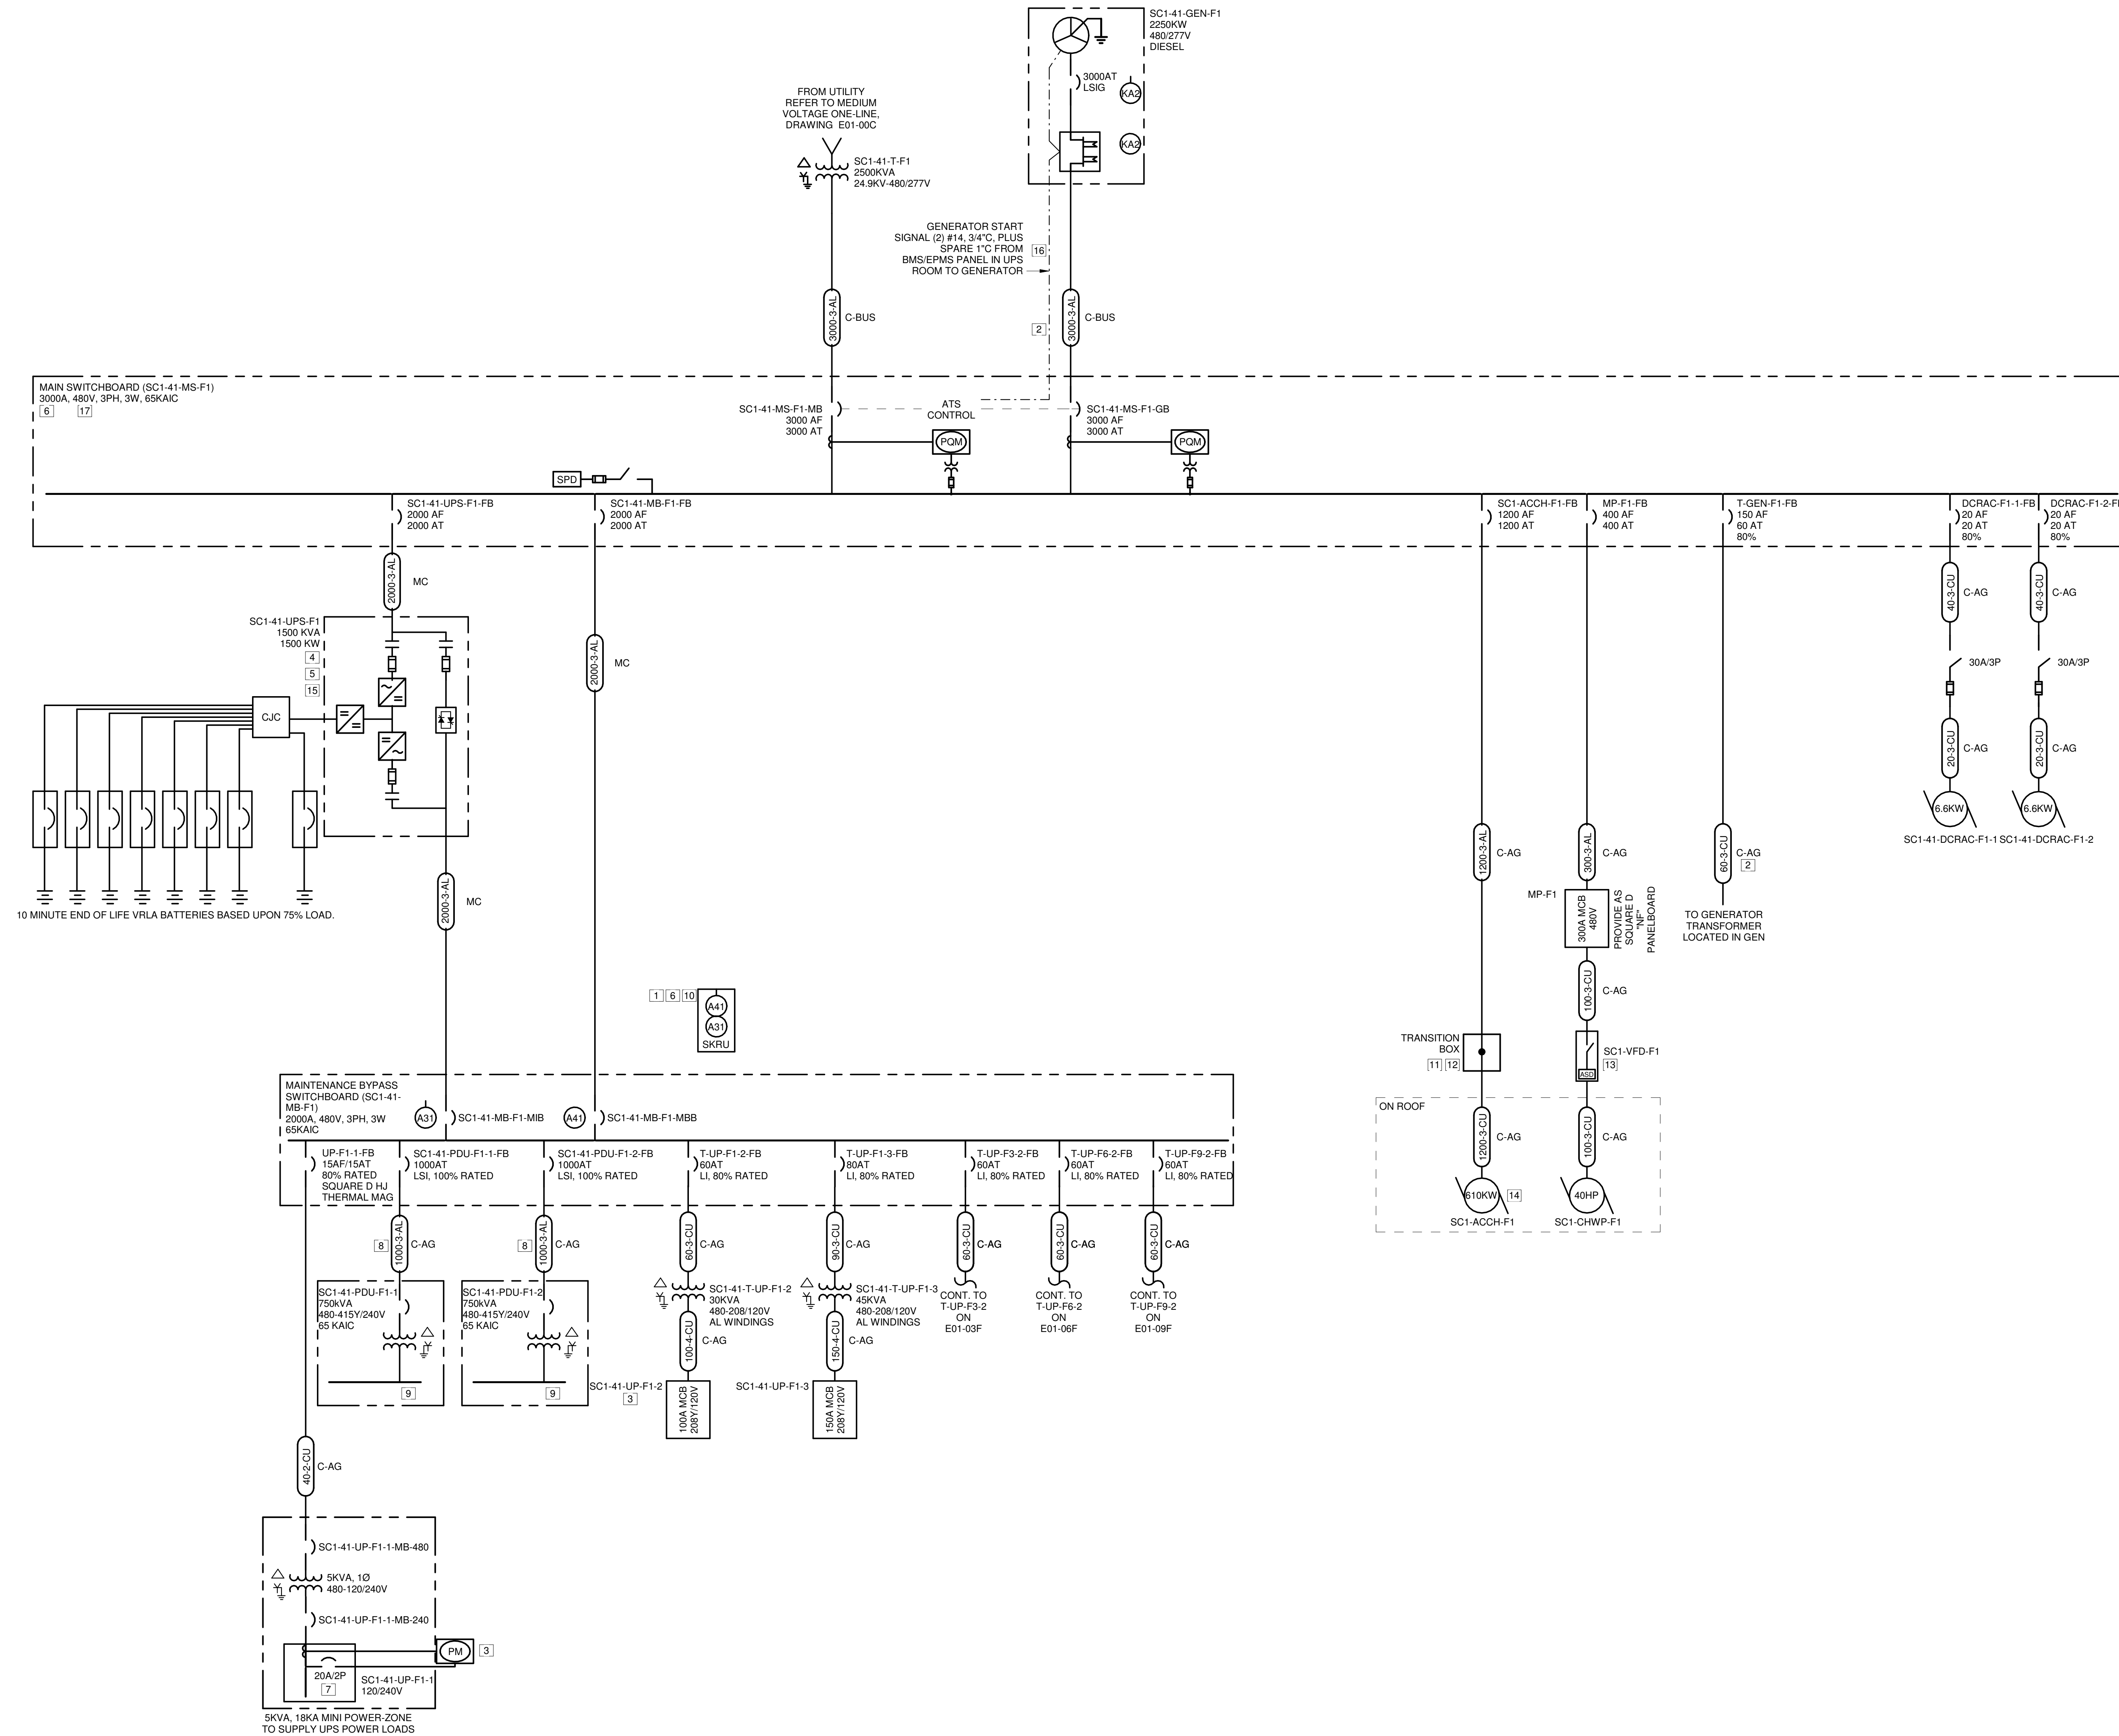 SC1-41-GEN-F1
2250KW
480/277V
DIESEL
3000AT
LSIG
KA2
KA2
FROM UTILITY
REFER TO MEDIUM
VOLTAGE ONE-LINE,
DRAWING E01-00C
SC1-41-T-F1
2500KVA
24.9KV-480/277V
GENERATOR START
SIGNAL (2) #14, 3/4"C, PLUS
SPARE 1"C FROM
BMS/EPMS PANEL IN UPS
ROOM TO GENERATOR
16
2
3000-3-AL
C-BUS
3000-3-AL
C-BUS
MAIN SWITCHBOARD (SC1-41-MS-F1)
3000A, 480V, 3PH, 3W, 65KAIC
6
17
SC1-41-MS-F1-MB
3000 AF
3000 AT
ATS
CONTROL
SC1-41-MS-F1-GB
3000 AF
3000 AT
PQM
PQM
SPD
SC1-41-UPS-F1-FB
2000 AF
2000 AT
SC1-41-MB-F1-FB
2000 AF
2000 AT
SC1-ACCH-F1-FB
1200 AF
1200 AT
MP-F1-FB
400 AF
400 AT
T-GEN-F1-FB
150 AF
60 AT
80%
DCRAC-F1-1-FB
20 AF
20 AT
80%
DCRAC-F1-2-F
20 AF
20 AT
80%
2000-3-AL
MC
2000-3-AL
MC
40-3-CU
C-AG
40-3-CU
C-AG
30A/3P
30A/3P
20-3-CU
C-AG
20-3-CU
C-AG
6.6KW
6.6KW
SC1-41-DCRAC-F1-1
SC1-41-DCRAC-F1-2
SC1-41-UPS-F1
1500 KVA
1500 KW
4
5
15
CJC
10 MINUTE END OF LIFE VRLA BATTERIES BASED UPON 75% LOAD.
2000-3-AL
MC
1200-3-AL
C-AG
300-3-AL
C-AG
60-3-CU
C-AG
2
TO GENERATOR
TRANSFORMER
LOCATED IN GEN
MP-F1
300A MCB
480V
PROVIDE AS
SQUARE D
"NF"
PANELBOARD
100-3-CU
C-AG
1
6
10
A41
A31
SKRU
TRANSITION
BOX
11
12
SC1-VFD-F1
13
ASD
ON ROOF
1200-3-CU
C-AG
100-3-CU
C-AG
610KW
14
40HP
SC1-ACCH-F1
SC1-CHWP-F1
MAINTENANCE BYPASS
SWITCHBOARD (SC1-41-
MB-F1)
2000A, 480V, 3PH, 3W
65KAIC
A31
SC1-41-MB-F1-MIB
A41
SC1-41-MB-F1-MBB
UP-F1-1-FB
15AF/15AT
80% RATED
SQUARE D HJ
THERMAL MAG
SC1-41-PDU-F1-1-FB
1000AT
LSI, 100% RATED
SC1-41-PDU-F1-2-FB
1000AT
LSI, 100% RATED
T-UP-F1-2-FB
60AT
LI, 80% RATED
T-UP-F1-3-FB
80AT
LI, 80% RATED
T-UP-F3-2-FB
60AT
LI, 80% RATED
T-UP-F6-2-FB
60AT
LI, 80% RATED
T-UP-F9-2-FB
60AT
LI, 80% RATED
8
1000-3-AL
C-AG
8
1000-3-AL
C-AG
60-3-CU
C-AG
90-3-CU
C-AG
60-3-CU
C-AG
60-3-CU
C-AG
60-3-CU
C-AG
SC1-41-PDU-F1-1
750kVA
480-415Y/240V
65 KAIC
9
SC1-41-PDU-F1-2
750kVA
480-415Y/240V
65 KAIC
9
SC1-41-T-UP-F1-2
30KVA
480-208/120V
AL WINDINGS
SC1-41-T-UP-F1-3
45KVA
480-208/120V
AL WINDINGS
CONT. TO
T-UP-F3-2
ON
E01-03F
CONT. TO
T-UP-F6-2
ON
E01-06F
CONT. TO
T-UP-F9-2
ON
E01-09F
100-4-CU
C-AG
150-4-CU
C-AG
SC1-41-UP-F1-2
3
100A MCB
208Y/120V
SC1-41-UP-F1-3
150A MCB
208Y/120V
40-2-CU
C-AG
SC1-41-UP-F1-1-MB-480
5KVA, 1Ø
480-120/240V
SC1-41-UP-F1-1-MB-240
PM
3
20A/2P
7
SC1-41-UP-F1-1
120/240V
5KVA, 18KA MINI POWER-ZONE
TO SUPPLY UPS POWER LOADS